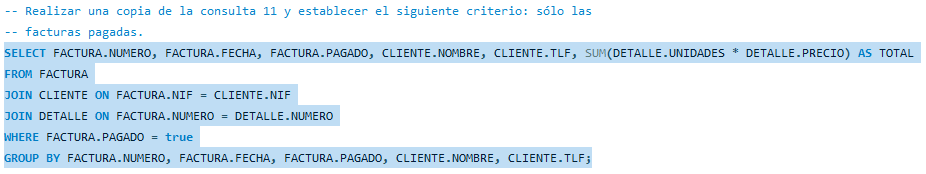 -- Realizar una copia de la consulta 11 y establecer el siguiente criterio: sólo las
-- facturas pagadas.
SELECT FACTURA.NUMERO, FACTURA.FECHA, FACTURA.PAGADO, CLIENTE.NOMBRE, CLIENTE.TLF, SUM(DETALLE.UNIDADES * DETALLE.PRECIO) AS TOTAL
FROM FACTURA
JOIN CLIENTE ON FACTURA.NIF = CLIENTE.NIF
JOIN DETALLE ON FACTURA.NUMERO = DETALLE.NUMERO
WHERE FACTURA.PAGADO = true
GROUP BY FACTURA.NUMERO, FACTURA.FECHA, FACTURA.PAGADO, CLIENTE.NOMBRE, CLIENTE.TLF;